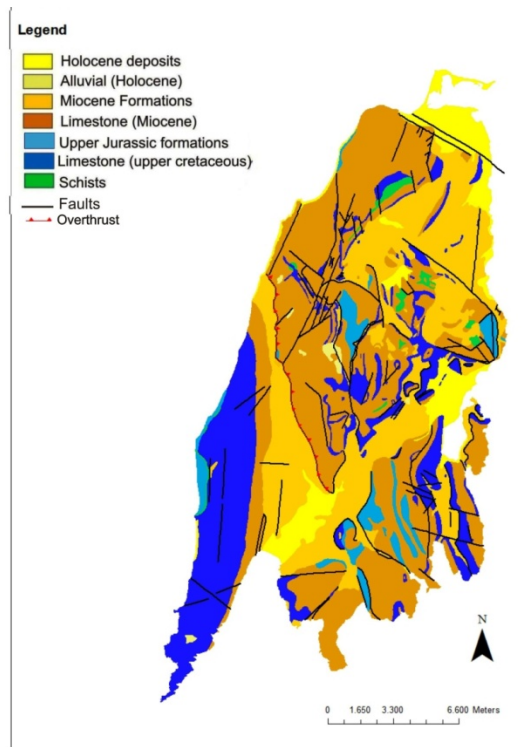 Legend
Holocene deposits
Alluvial (Holocene)
Miocene Formations
Limestone (Miocene)
Upper Jurassic formations
Limestone (upper cretaceous)
Schists
Faults
Overthrust
N
0 1.650 3.300 6.600 Meters